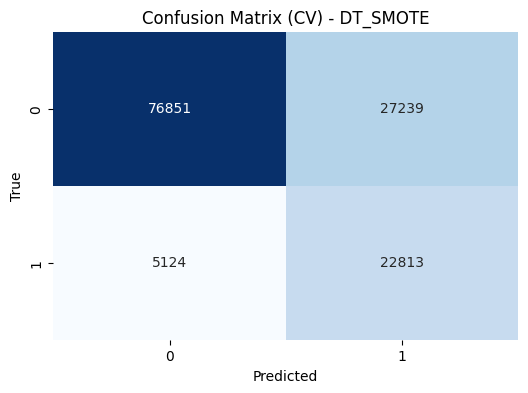 Confusion Matrix (CV) - DT_SMOTE
True
0
76851
27239
1
5124
22813
0
1
Predicted